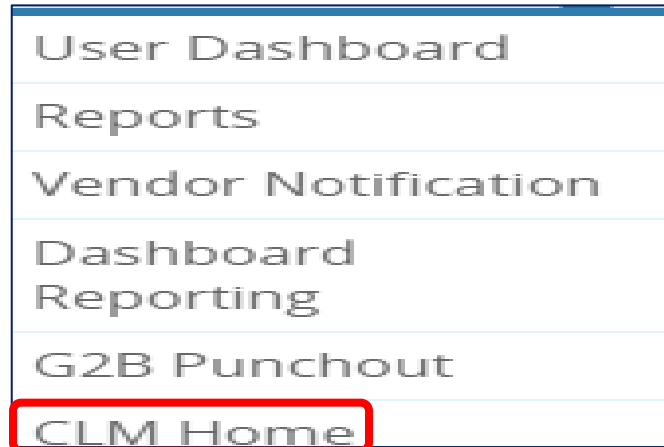 User Dashboard
Reports
Vendor Notification
Dashboard
Reporting
G2B Punchout
CLM Home